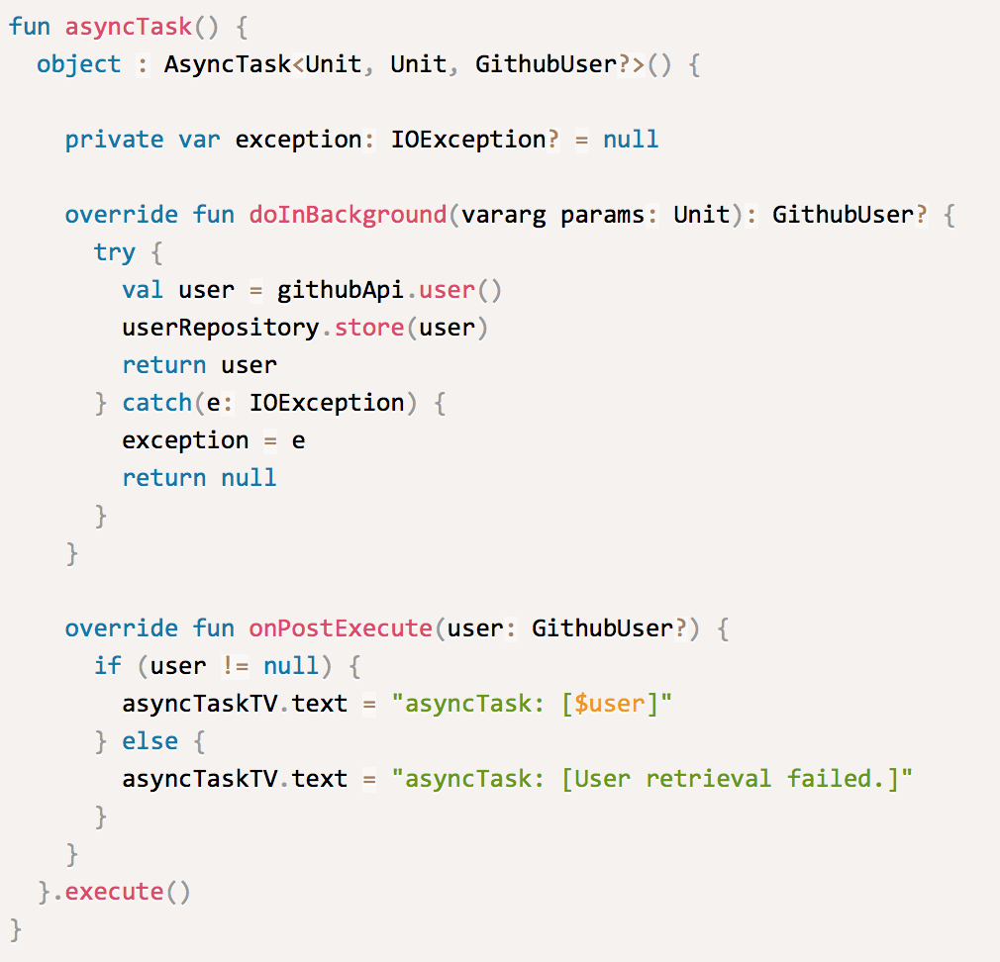 fun asyncTask() {
  object : AsyncTask<Unit, Unit, GithubUser?>() {

    private var exception: IOException? = null

    override fun doInBackground(vararg params: Unit): GithubUser? {
      try {
        val user = githubApi.user()
        userRepository.store(user)
        return user
      } catch(e: IOException) {
        exception = e
        return null
      }
    }

    override fun onPostExecute(user: GithubUser?) {
      if (user != null) {
        asyncTaskTV.text = "asyncTask: [$user]"
      } else {
        asyncTaskTV.text = "asyncTask: [User retrieval failed.]"
      }
    }
  }.execute()
}